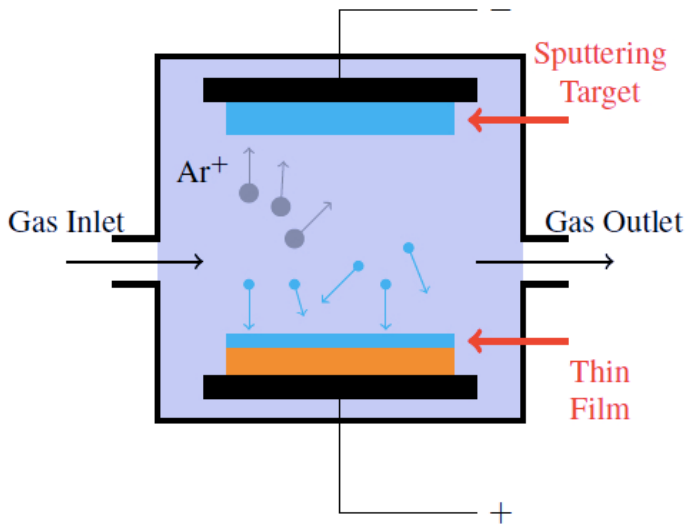 −
Sputtering
Target
Ar⁺
Gas Inlet
Gas Outlet
Thin
Film
+